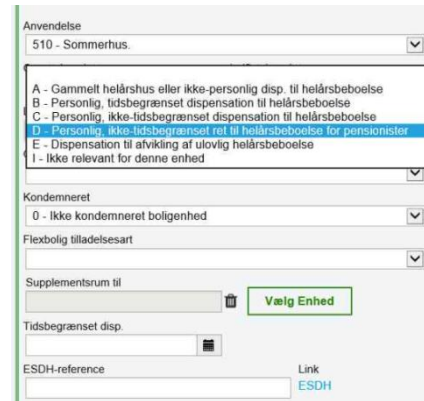 Anvendelse
510 - Sommerhus.
A - Gammelt helårshus eller ikke-personlig disp. til helårsbeboelse
B - Personlig, tidsbegrænset dispensation til helårsbeboelse
C - Personlig, ikke-tidsbegrænset dispensation til helårsbeboelse
D - Personlig, ikke-tidsbegrænset ret til helårsbeboelse for pensionister
E - Dispensation til afvikling af ulovlig helårsbeboelse
I - Ikke relevant for denne enhed
Kondemneret
0 - Ikke kondemneret boligenhed
Flexbolig tilladelsesart
Supplementsrum til
Vælg Enhed
Tidsbegrænset disp.
ESDH-reference Link
ESDH